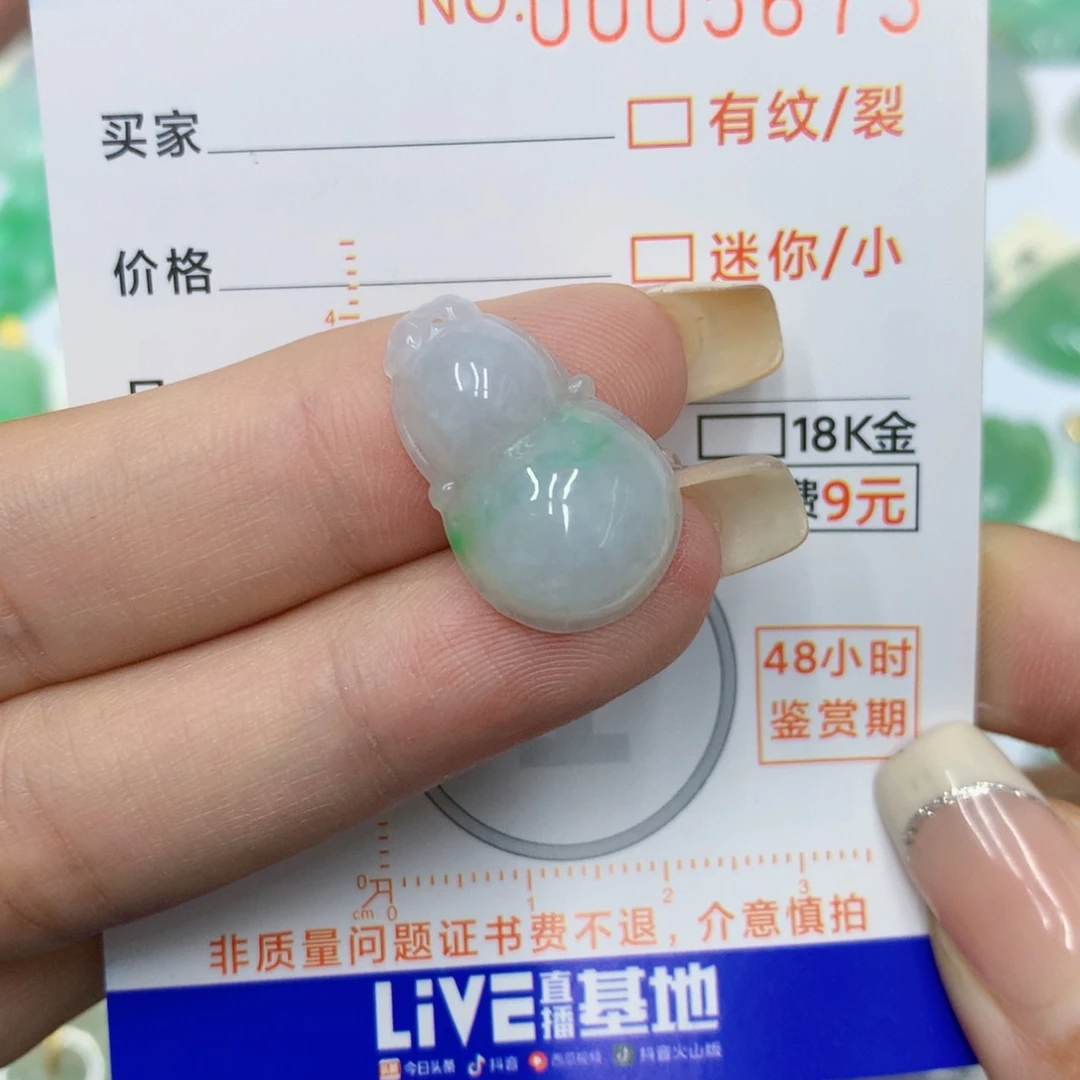 NO.0005675
买家 有纹/裂
价格 迷你/小
4
18K金
费9元
48小时
鉴赏期
0
cm 0 1 2 3
非质量问题证书费不退，介意慎拍
LiVE直播基地
今日头条 抖音 西瓜视频 抖音火山版